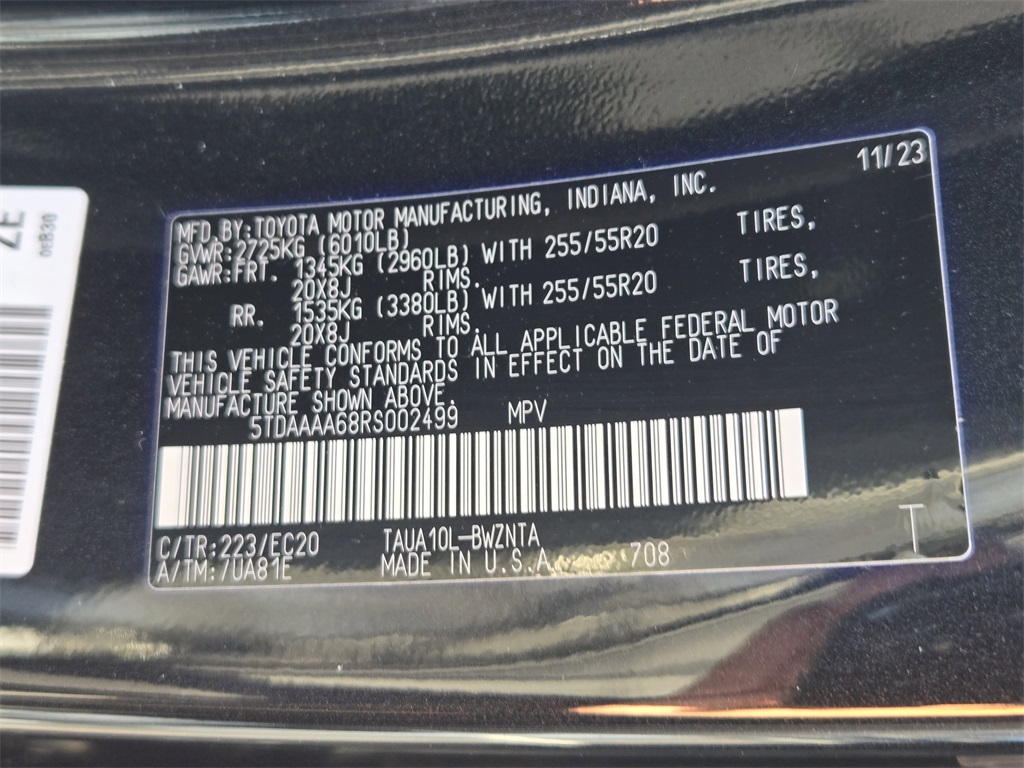 11/23
MFD. BY: TOYOTA MOTOR MANUFACTURING, INDIANA, INC.
GVWR: 2725KG (6010LB)
GAWR: FRT. 1345KG (2960LB) WITH 255/55R20 TIRES,
20X8J RIMS.
RR. 1535KG (3380LB) WITH 255/55R20 TIRES,
20X8J RIMS.
THIS VEHICLE CONFORMS TO ALL APPLICABLE FEDERAL MOTOR
VEHICLE SAFETY STANDARDS IN EFFECT ON THE DATE OF
MANUFACTURE SHOWN ABOVE.
5TDAAAA68RS002499 MPV
C/TR: 223/EC20 TAUA10L-BWZNTA
A/TM: /UA81E MADE IN U.S.A. 708
T